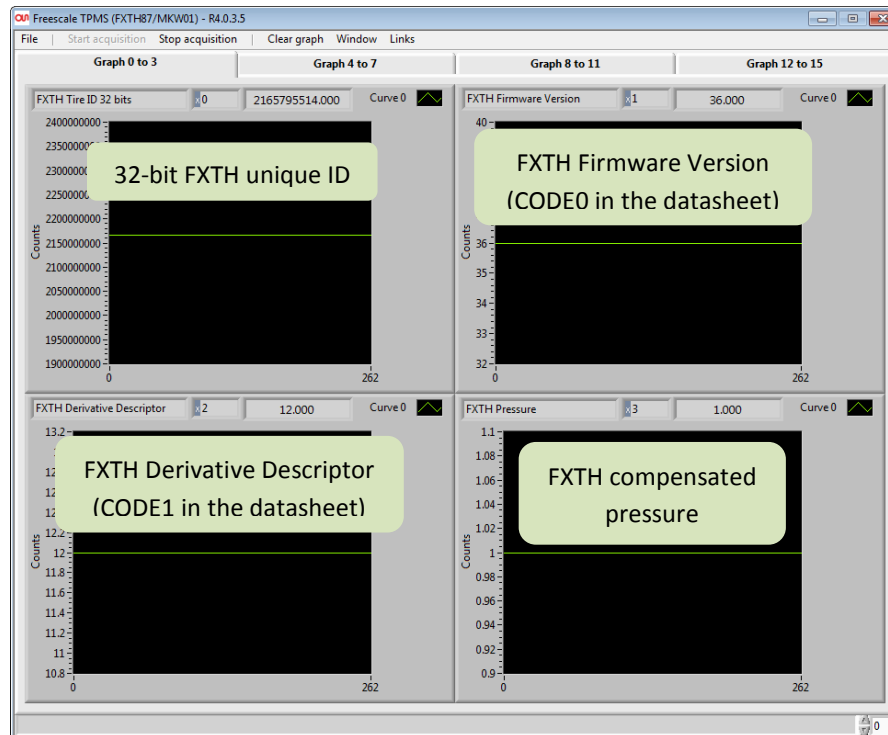 Freescale TPMS (FXTH87/MKW01) - R4.0.3.5
File | Start acquisition Stop acquisition | Clear graph Window Links
Graph 0 to 3 Graph 4 to 7 Graph 8 to 11 Graph 12 to 15
FXTH Tire ID 32 bits x0 2165795514.000 Curve 0
2400000000
2350000000
2300000000
2250000000
2200000000
2150000000
2100000000
2050000000
2000000000
1950000000
1900000000
Counts
0 262
32-bit FXTH unique ID
FXTH Firmware Version x1 36.000 Curve 0
40
36
35
34
33
32
Counts
0 262
FXTH Firmware Version
(CODE0 in the datasheet)
FXTH Derivative Descriptor x2 12.000 Curve 0
13.2
12.2
12
11.8
11.6
11.4
11.2
11
10.8
Counts
0 262
FXTH Derivative Descriptor
(CODE1 in the datasheet)
FXTH Pressure x3 1.000 Curve 0
1.1
1.08
1.06
1.04
1.02
1
0.98
0.96
0.94
0.92
0.9
Counts
0 262
FXTH compensated
pressure
0